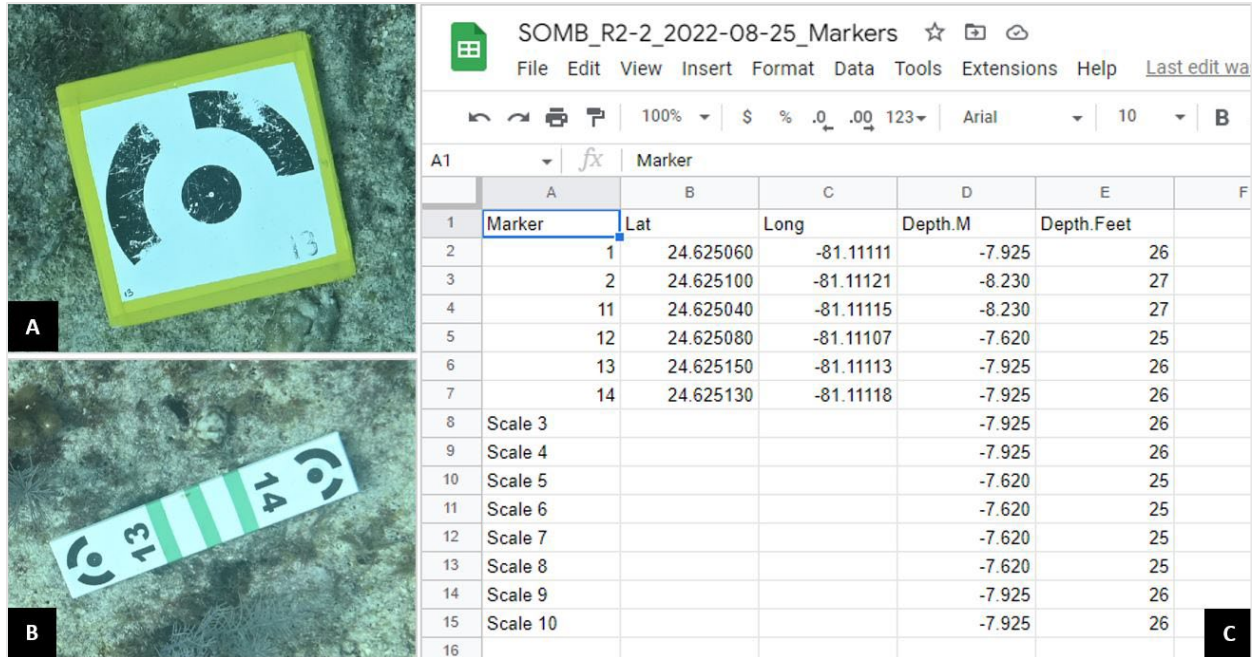 13
13
A
13
14
B
SOMB_R2-2_2022-08-25_Markers
File Edit View Insert Format Data Tools Extensions Help Last edit wa
100% $ % .0 .00 123 Arial 10 B
A1 fx Marker
A B C D E F
1 Marker Lat Long Depth.M Depth.Feet
2 1 24.625060 -81.11111 -7.925 26
3 2 24.625100 -81.11121 -8.230 27
4 11 24.625040 -81.11115 -8.230 27
5 12 24.625080 -81.11107 -7.620 25
6 13 24.625150 -81.11113 -7.925 26
7 14 24.625130 -81.11118 -7.925 26
8 Scale 3 -7.925 26
9 Scale 4 -7.925 26
10 Scale 5 -7.620 25
11 Scale 6 -7.620 25
12 Scale 7 -7.620 25
13 Scale 8 -7.620 25
14 Scale 9 -7.925 26
15 Scale 10 -7.925 26
16
C